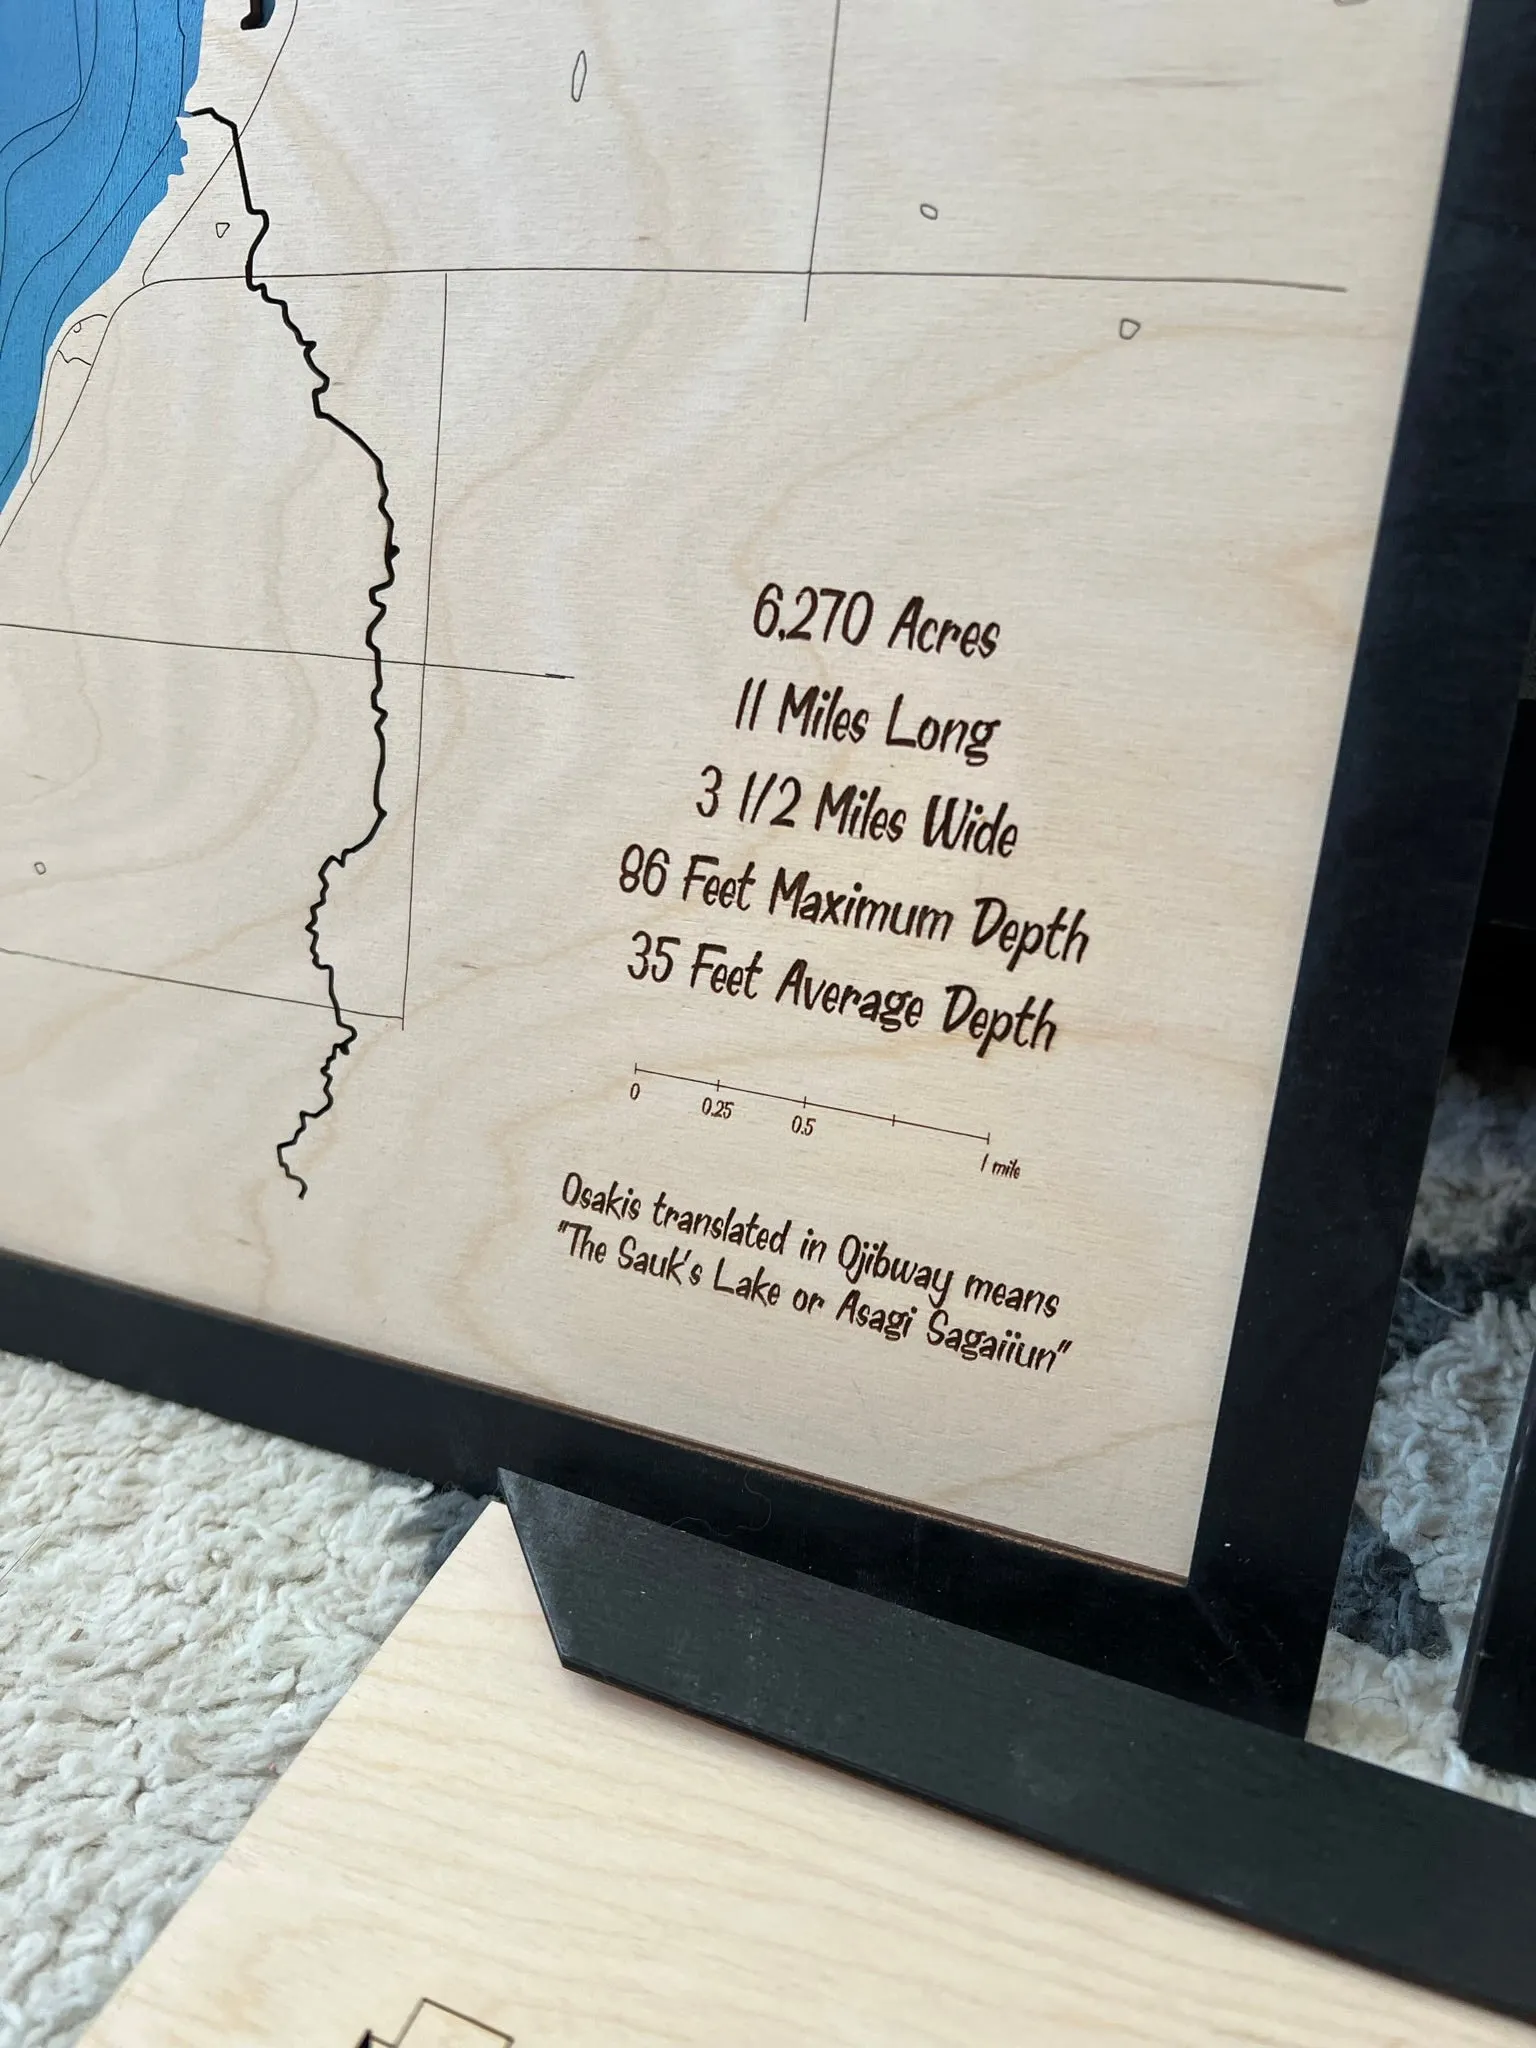 6,270 Acres
11 Miles Long
3 1/2 Miles Wide
86 Feet Maximum Depth
35 Feet Average Depth
0 0.25 0.5 1 mile
Osakis translated in Ojibway means
"The Sauk's Lake or Asagi Sagaiiun"